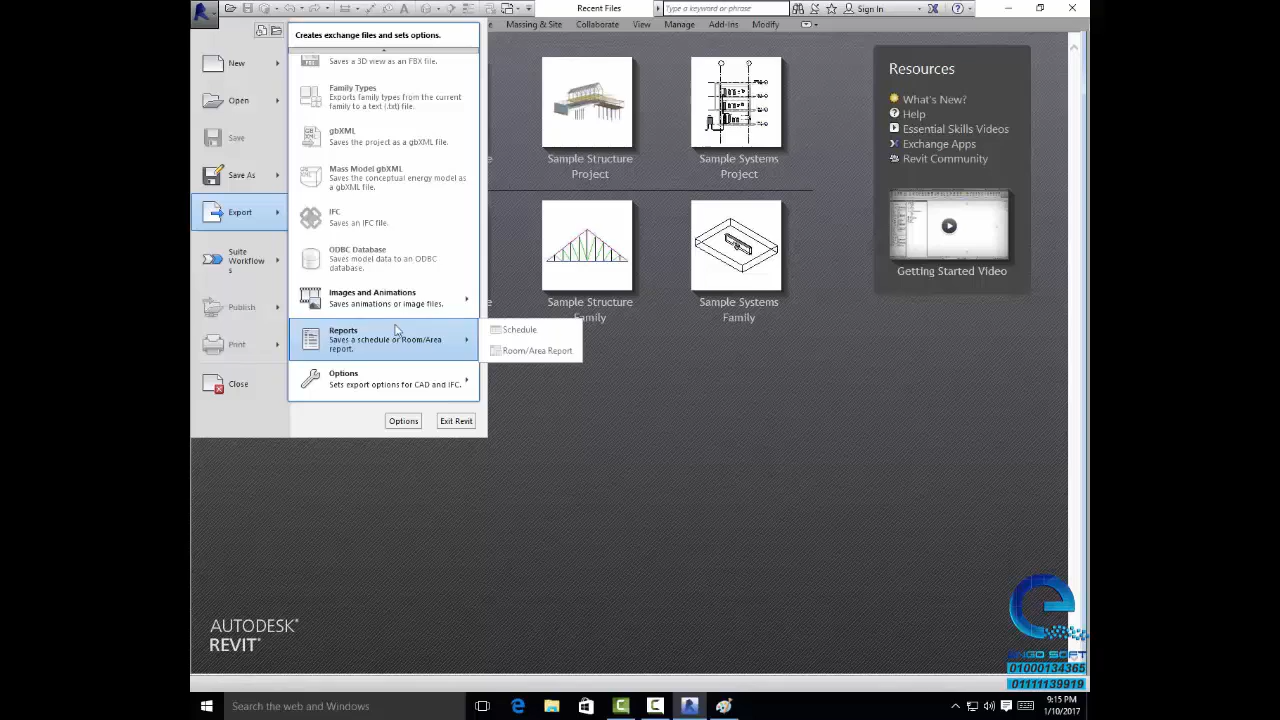 Type a keyword or phrase
Sign In
Recent Files
Massing & Site
Collaborate
View
Manage
Add-Ins
Modify
Creates exchange files and sets options.
New
Open
Save
Save As
Export
Suite
Workflow
s
Publish
Print
Close
Saves a 3D view as an FBX file.
Family Types
Exports family types from the current
family to a text (.txt) file.
gbXML
Saves the project as a gbXML file.
Mass Model gbXML
Saves the conceptual energy model as
a gbXML file.
IFC
Saves an IFC file.
ODBC Database
Saves model data to an ODBC
database.
Images and Animations
Saves animations or image files.
Reports
Saves a schedule or Room/Area
report.
Schedule
Room/Area Report
Options
Sets export options for CAD and IFC.
Options
Exit Revit
Sample Structure
Project
Sample Systems
Project
Sample Structure
Family
Sample Systems
Family
Resources
What's New?
Help
Essential Skills Videos
Exchange Apps
Revit Community
Getting Started Video
AUTODESK®
REVIT®
ENGO SOFT
01000134365
01111139919
Search the web and Windows
9:15 PM
1/10/2017